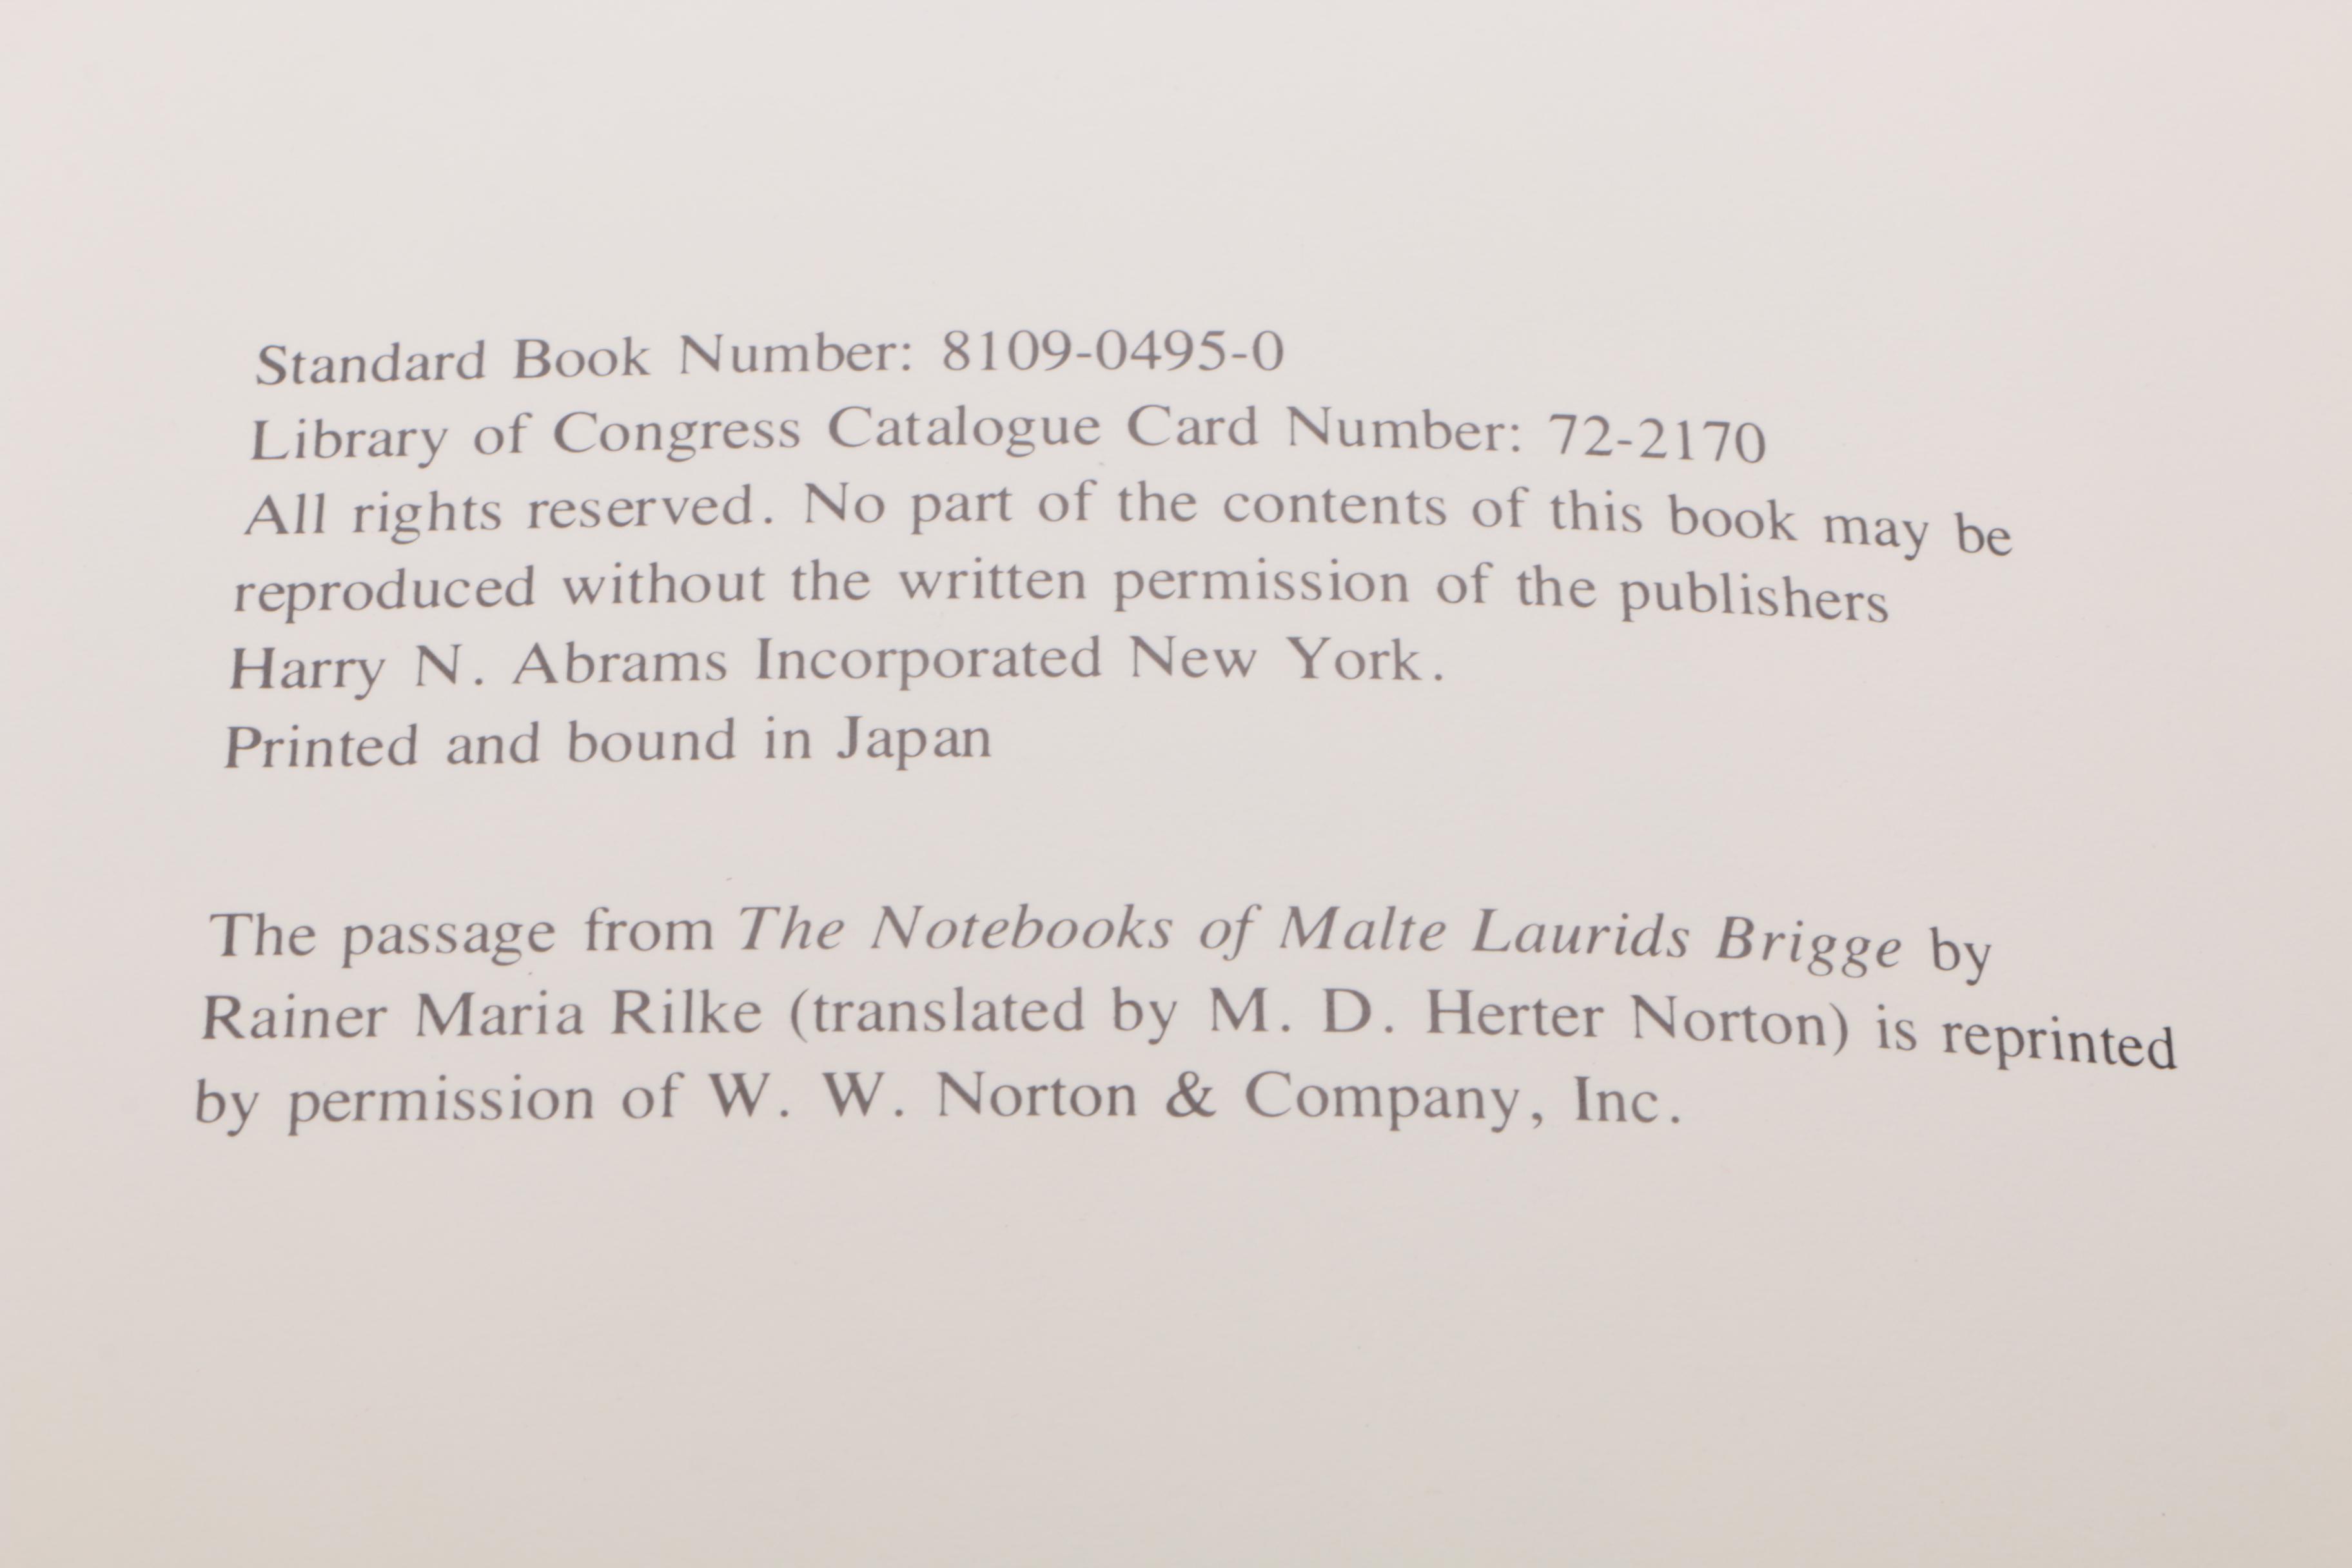 Standard Book Number: 8109-0495-0
Library of Congress Catalogue Card Number: 72-2170
All rights reserved. No part of the contents of this book may be
reproduced without the written permission of the publishers
Harry N. Abrams Incorporated New York.
Printed and bound in Japan
The passage from The Notebooks of Malte Laurids Brigge by
Rainer Maria Rilke (translated by M. D. Herter Norton) is reprinted
by permission of W. W. Norton & Company, Inc.